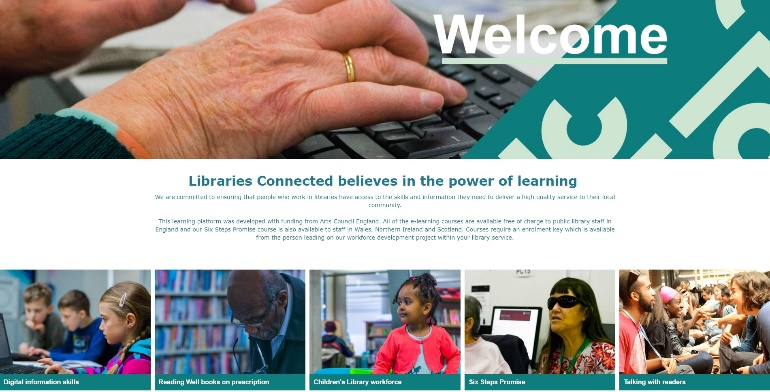 Welcome
Libraries Connected believes in the power of learning
We are committed to ensuring that people who work in libraries have access to the skills and information they need to deliver a high quality service to their local
community.
This learning platform was developed with funding from Arts Council England. All of the e-learning courses are available free of charge to public library staff in
England and our Six Steps Promise course is also available to staff in Wales, Northern Ireland and Scotland. Courses require an enrolment key which is available
from the person leading on our workforce development project within your library service.
PCTS
Digital information skills
Reading Well books on prescription
Children's Library workforce
Six Steps Promise
Talking with readers